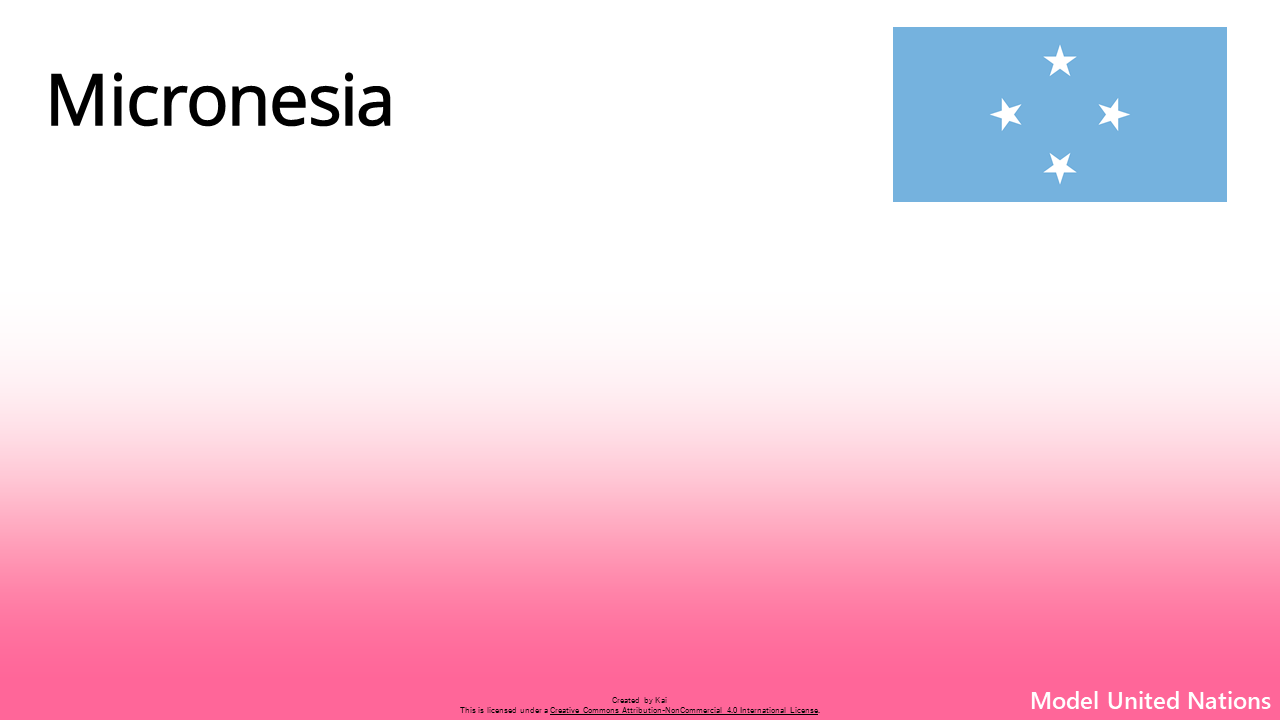 Micronesia
Created by Kai
This is licensed under a Creative Commons Attribution-NonCommercial 4.0 International License.
Model United Nations